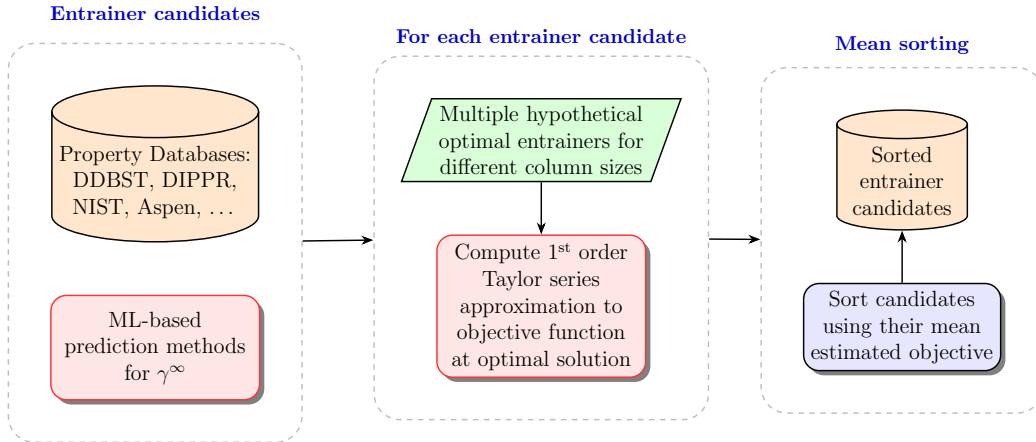 Entrainer candidates
Property Databases:
DDBST, DIPPR,
NIST, Aspen, …
ML-based
prediction methods
for γ∞
For each entrainer candidate
Multiple hypothetical
optimal entrainers for
different column sizes
Compute 1st order
Taylor series
approximation to
objective function
at optimal solution
Mean sorting
Sorted
entrainer
candidates
Sort candidates
using their mean
estimated objective